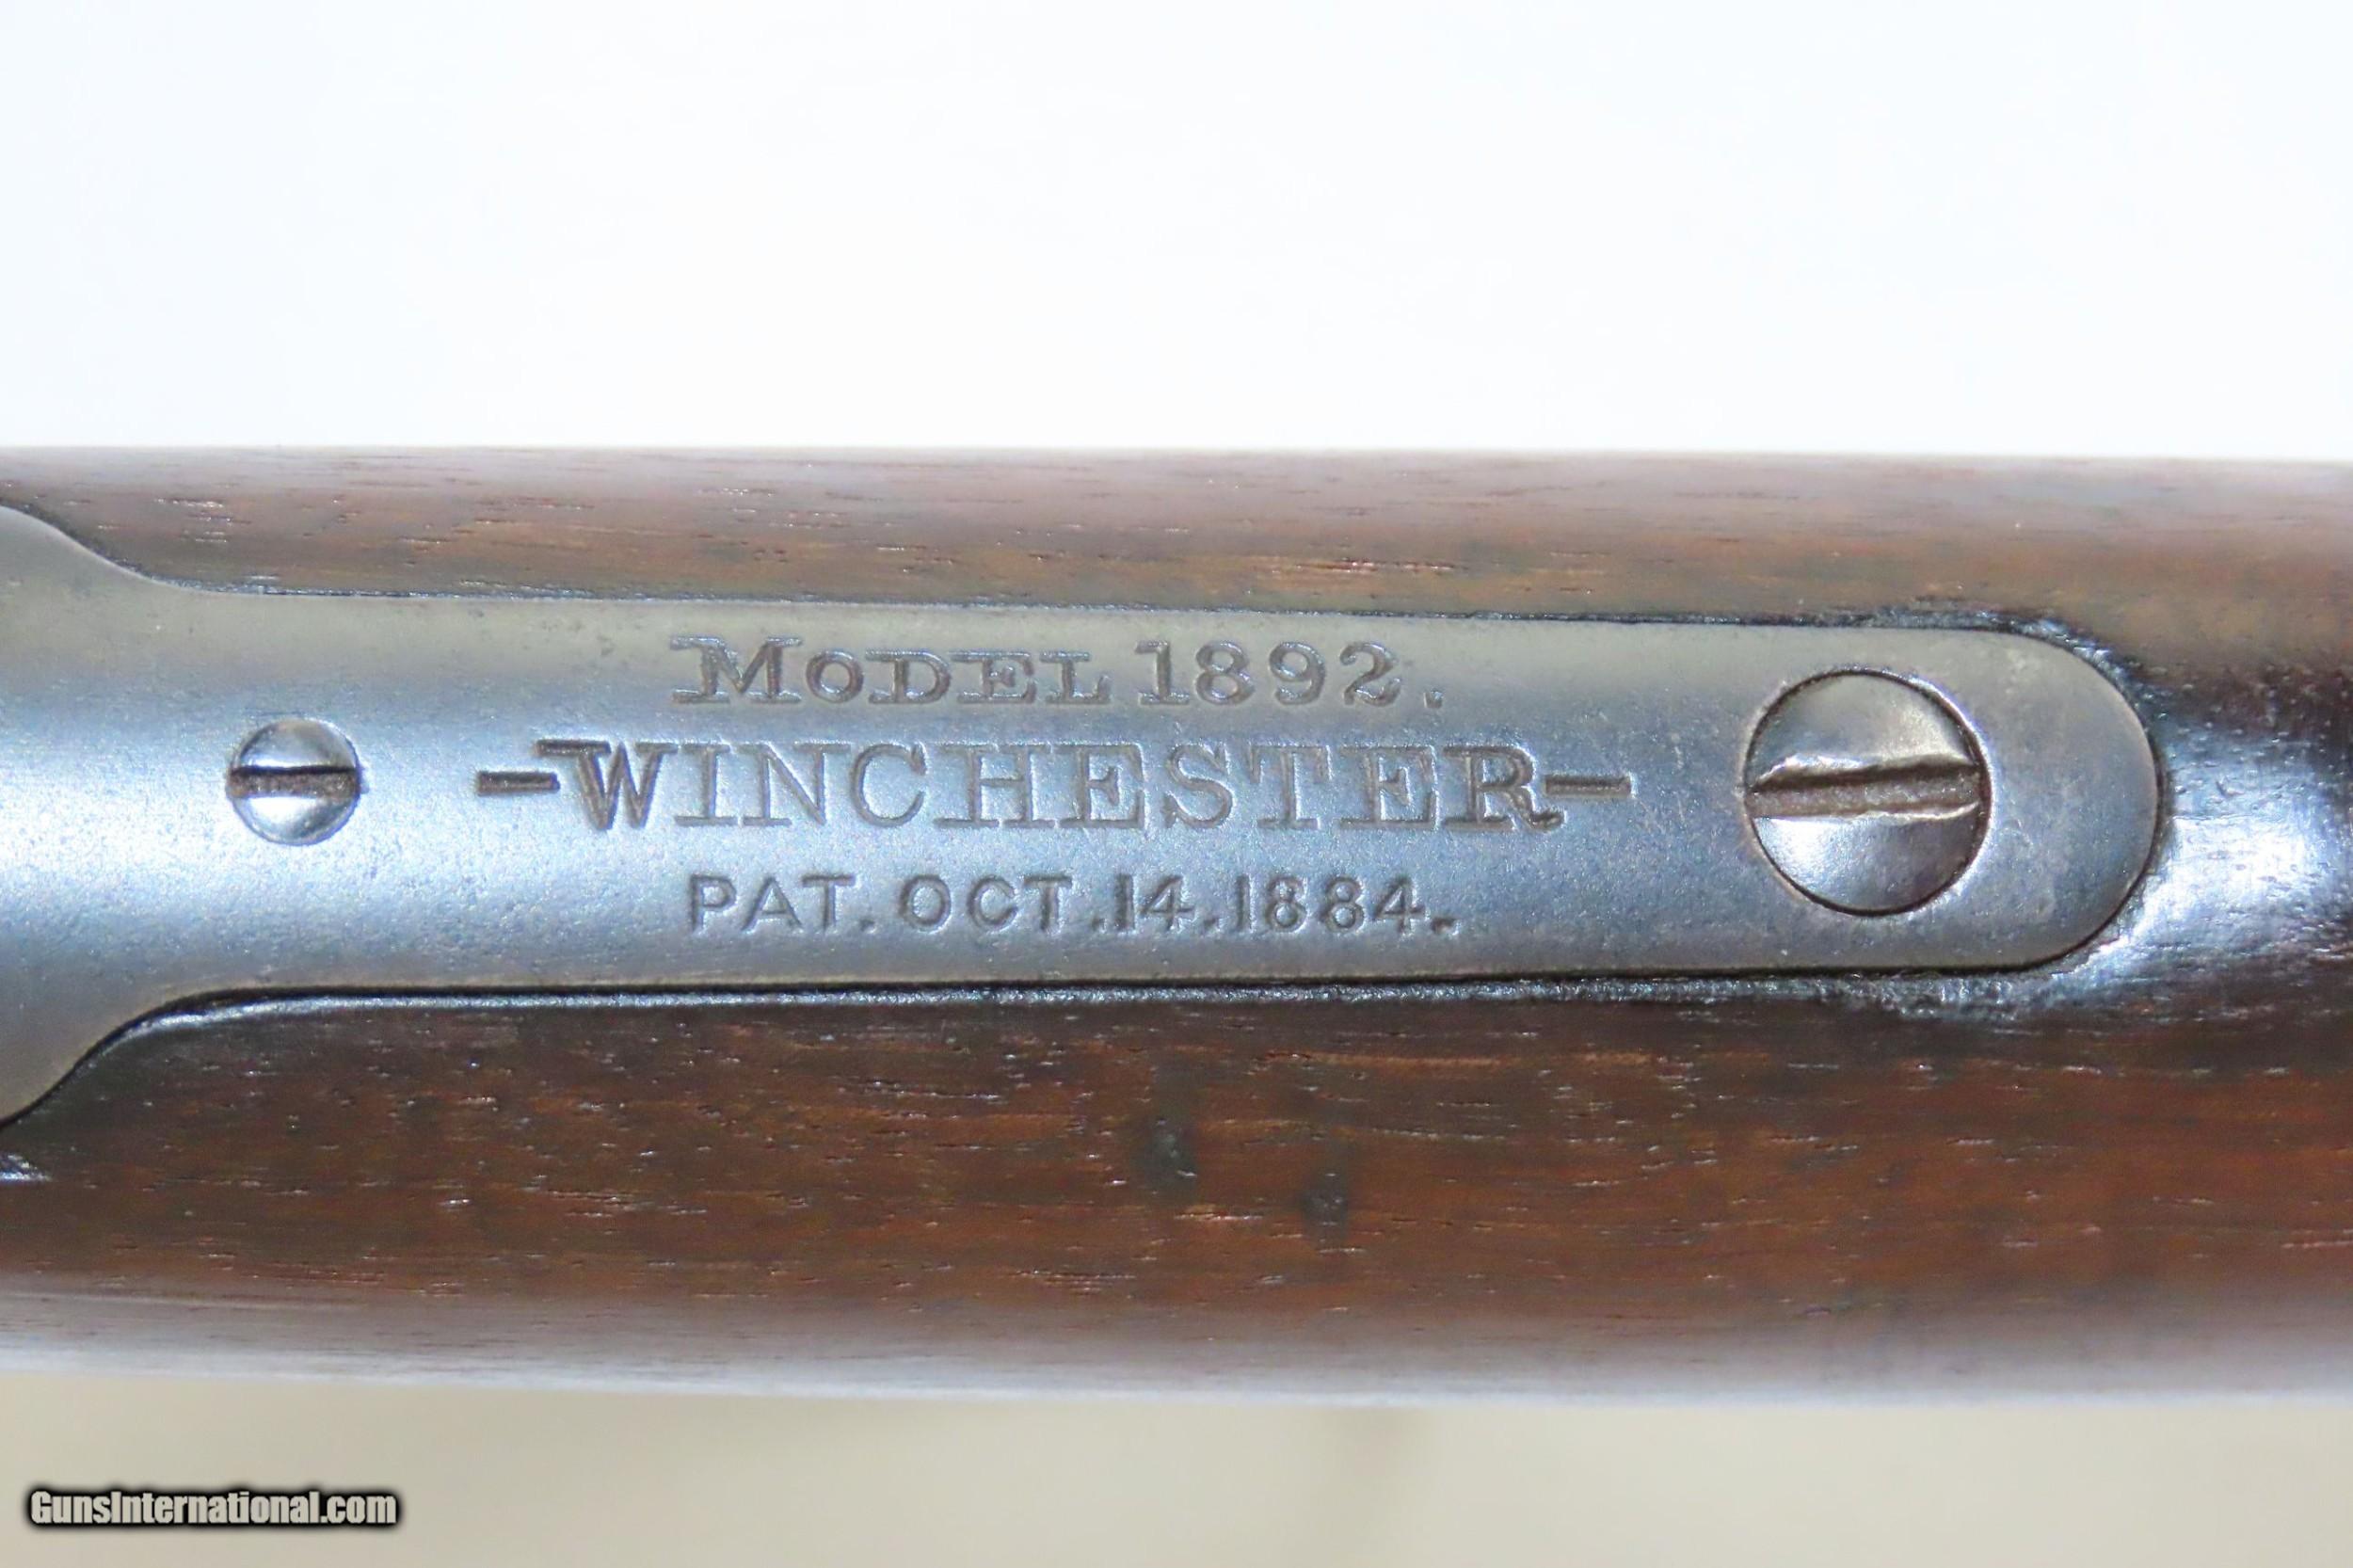 MODEL 1892.
-WINCHESTER-
PAT. OCT. 14. 1884.
GunsInternational.com